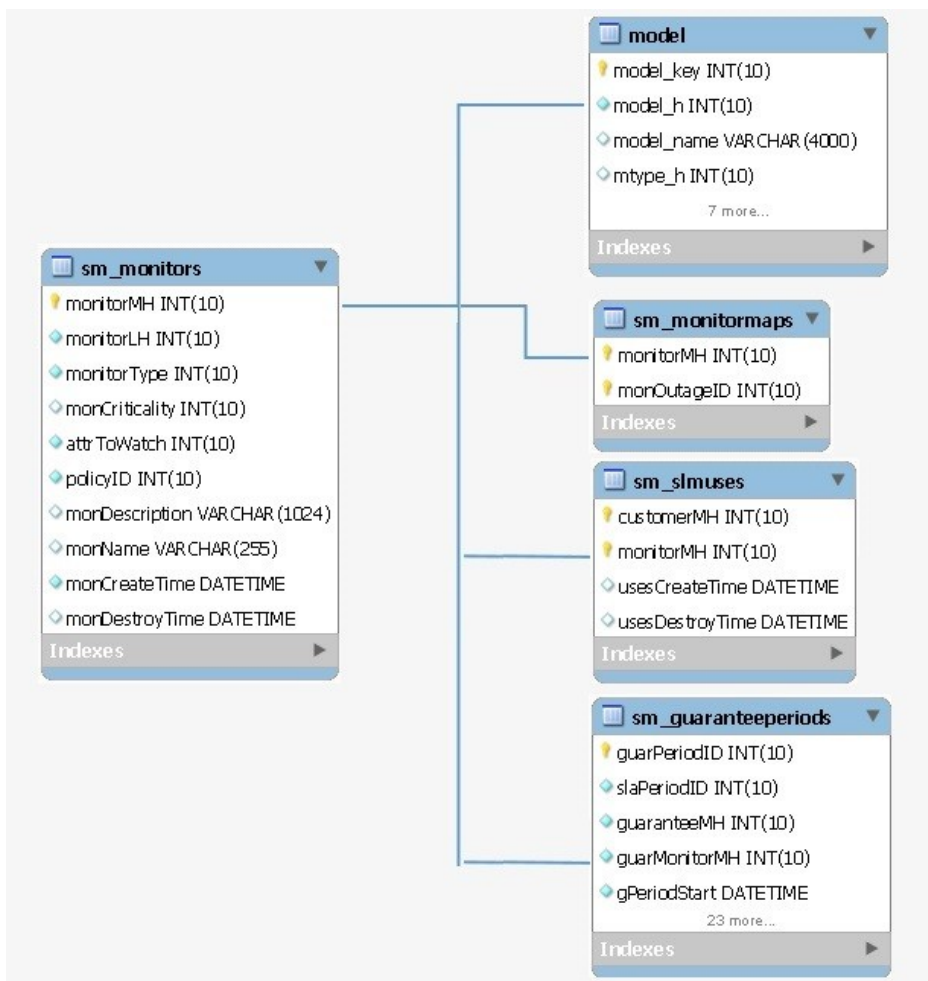 model
model_key INT(10)
model_h INT(10)
model_name VARCHAR(4000)
mtype_h INT(10)
7 more...
Indexes
sm_monitors
monitorMH INT(10)
monitorLH INT(10)
monitorType INT(10)
monCriticality INT(10)
attrToWatch INT(10)
policyID INT(10)
monDescription VARCHAR(1024)
monName VARCHAR(255)
monCreateTime DATETIME
monDestroyTime DATETIME
Indexes
sm_monitormaps
monitorMH INT(10)
monOutageID INT(10)
Indexes
sm_slmuses
customerMH INT(10)
monitorMH INT(10)
usesCreateTime DATETIME
usesDestroyTime DATETIME
Indexes
sm_guaranteeperiods
guarPeriodID INT(10)
slaPeriodID INT(10)
guaranteeMH INT(10)
guarMonitorMH INT(10)
gPeriodStart DATETIME
23 more...
Indexes